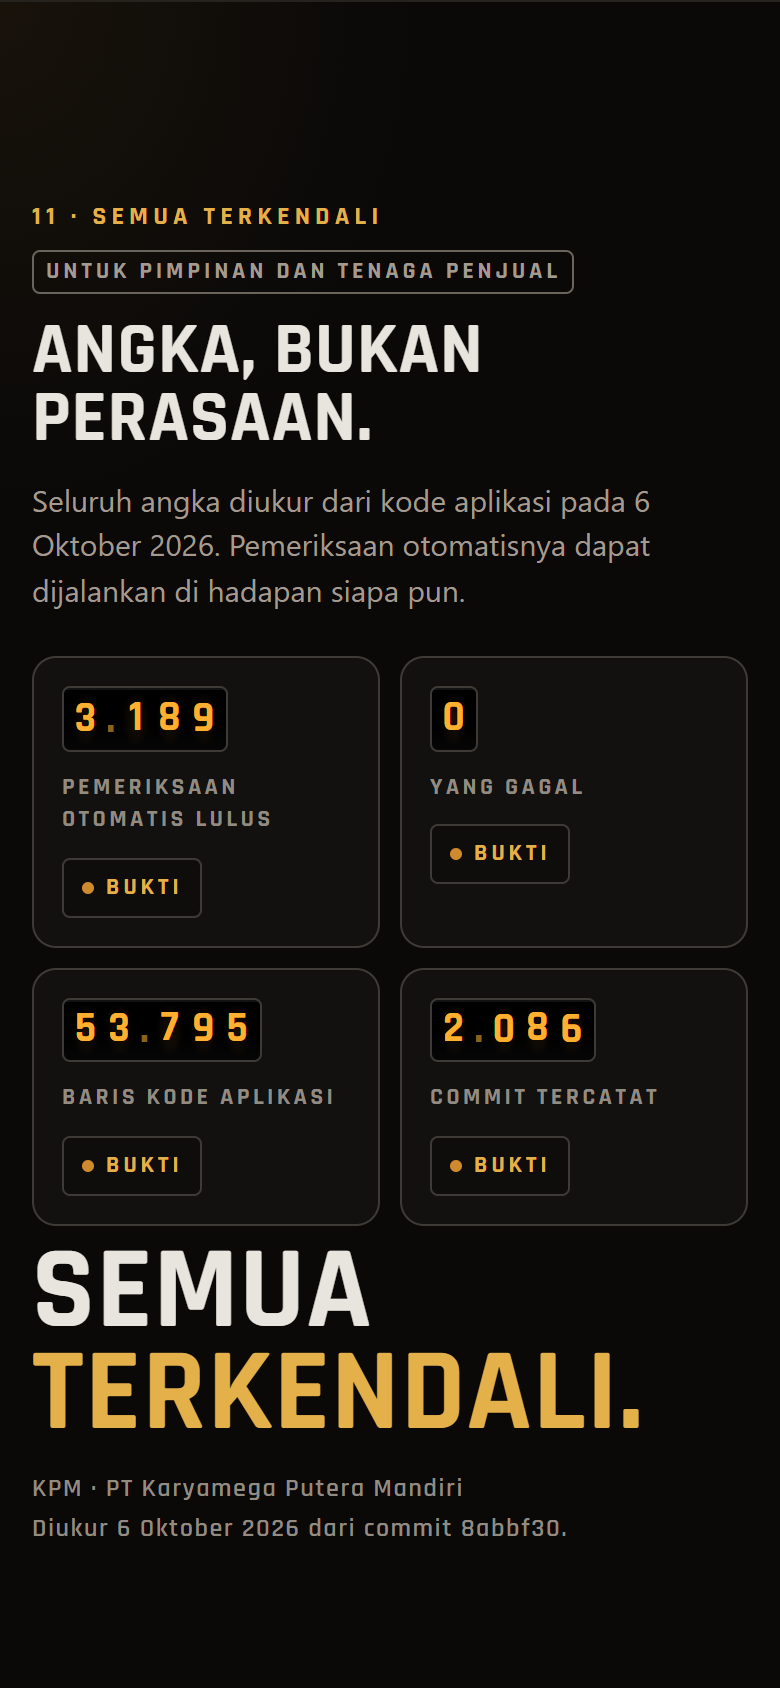 11 · SEMUA TERKENDALI
UNTUK PIMPINAN DAN TENAGA PENJUAL
ANGKA, BUKAN
PERASAAN.
Seluruh angka diukur dari kode aplikasi pada 6
Oktober 2026. Pemeriksaan otomatisnya dapat
dijalankan di hadapan siapa pun.
3.189
PEMERIKSAAN
OTOMATIS LULUS
BUKTI
0
YANG GAGAL
BUKTI
53.795
BARIS KODE APLIKASI
BUKTI
2.086
COMMIT TERCATAT
BUKTI
SEMUA
TERKENDALI.
KPM · PT Karyamega Putera Mandiri
Diukur 6 Oktober 2026 dari commit 8abbf30.